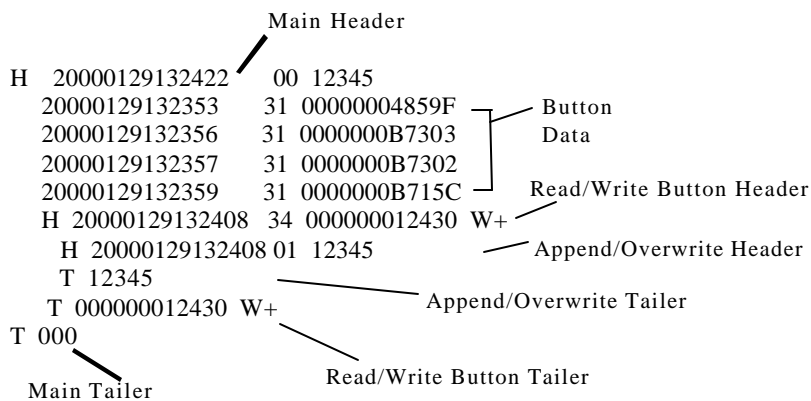 Main Header
H 20000129132422 00 12345
20000129132353 31 00000004859F
Button
20000129132356 31 0000000B7303
Data
20000129132357 31 0000000B7302
20000129132359 31 0000000B715C
Read/Write Button Header
H 20000129132408 34 000000012430 W+
H 20000129132408 01 12345
Append/Overwrite Header
T 12345
Append/Overwrite Tailer
T 000000012430 W+
T 000
Read/Write Button Tailer
Main Tailer